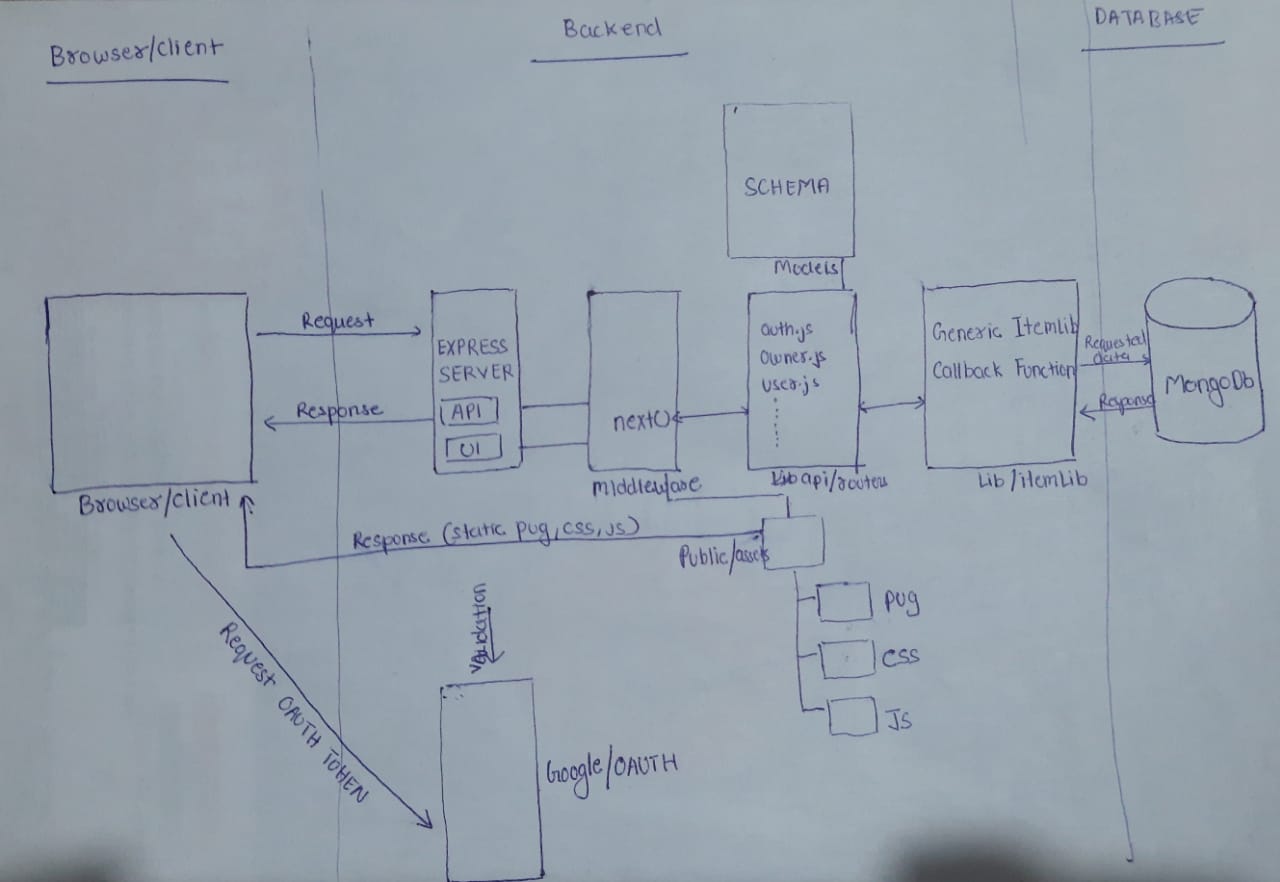 Browser/client
Backend
DATABASE
SCHEMA
Models
Request
Response
EXPRESS
SERVER
API
UI
next()
auth.js
owner.js
user.js
Generic ItemLib
Callback Function
Requested
data
Response
MongoDb
Browser/client
Middleware
Lib api/routes
Lib/itemLib
Response (static pug, css, js)
Public/assets
pug
css
Js
Validation
Request OAUTH TOKEN
Google/OAUTH